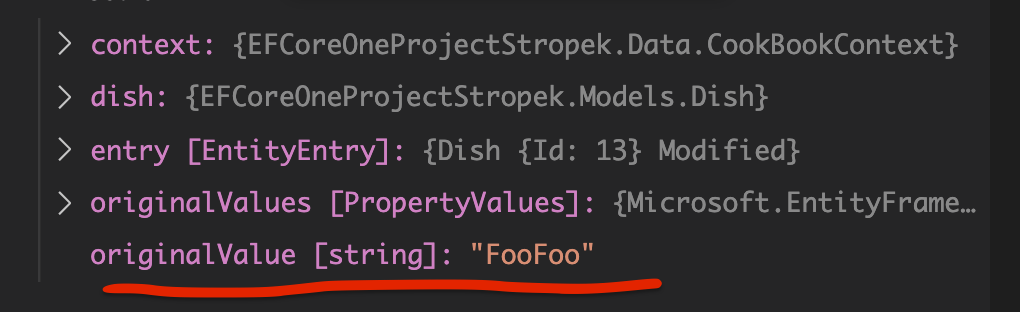 context: {EFCoreOneProjectStropek.Data.CookBookContext}
dish: {EFCoreOneProjectStropek.Models.Dish}
entry [EntityEntry]: {Dish {Id: 13} Modified}
originalValues [PropertyValues]: {Microsoft.EntityFrame…
originalValue [string]: "FooFoo"